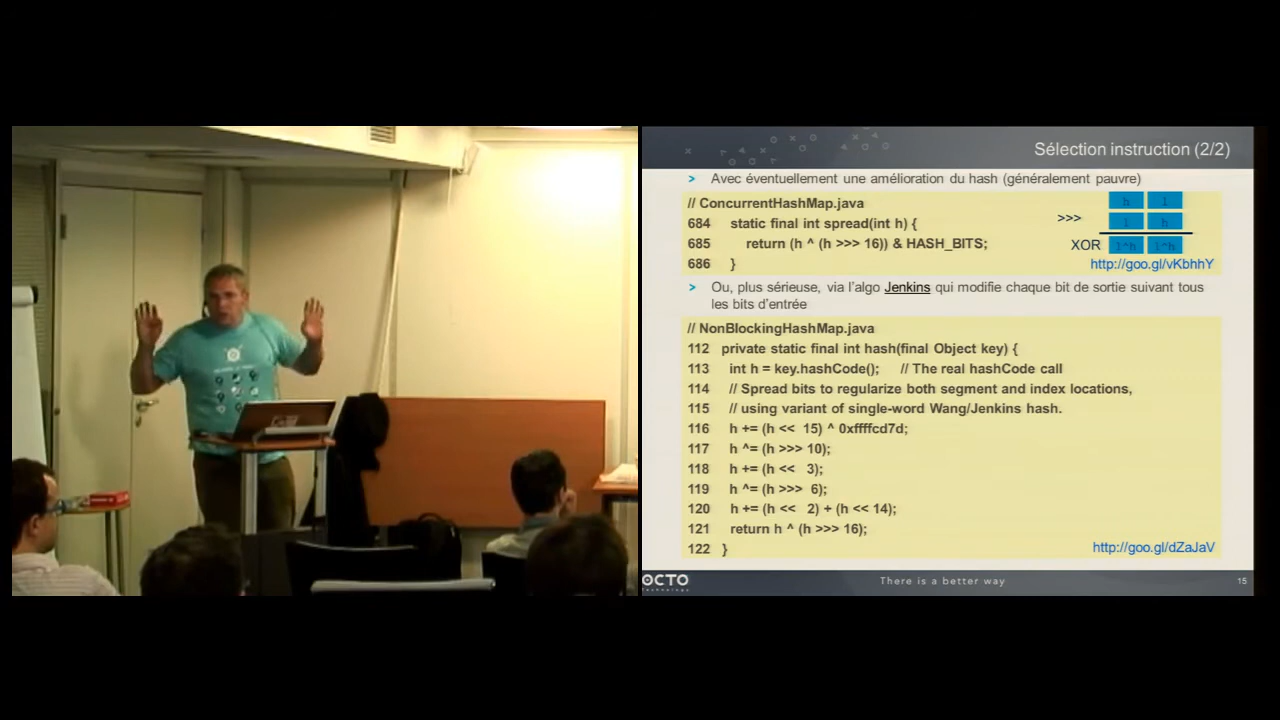 Sélection instruction (2/2)
> Avec éventuellement une amélioration du hash (généralement pauvre)
// ConcurrentHashMap.java
684 static final int spread(int h) {
685 return (h ^ (h >>> 16)) & HASH_BITS;
686 }
h l
>>> l h
XOR l^h l^h
http://goo.gl/vKbhhY
> Ou, plus sérieuse, via l'algo Jenkins qui modifie chaque bit de sortie suivant tous
les bits d'entrée
// NonBlockingHashMap.java
112 private static final int hash(final Object key) {
113 int h = key.hashCode(); // The real hashCode call
114 // Spread bits to regularize both segment and index locations,
115 // using variant of single-word Wang/Jenkins hash.
116 h += (h << 15) ^ 0xffffcd7d;
117 h ^= (h >>> 10);
118 h += (h << 3);
119 h ^= (h >>> 6);
120 h += (h << 2) + (h << 14);
121 return h ^ (h >>> 16);
122 }
http://goo.gl/dZaJaV
OCTO
Technology
There is a better way
15